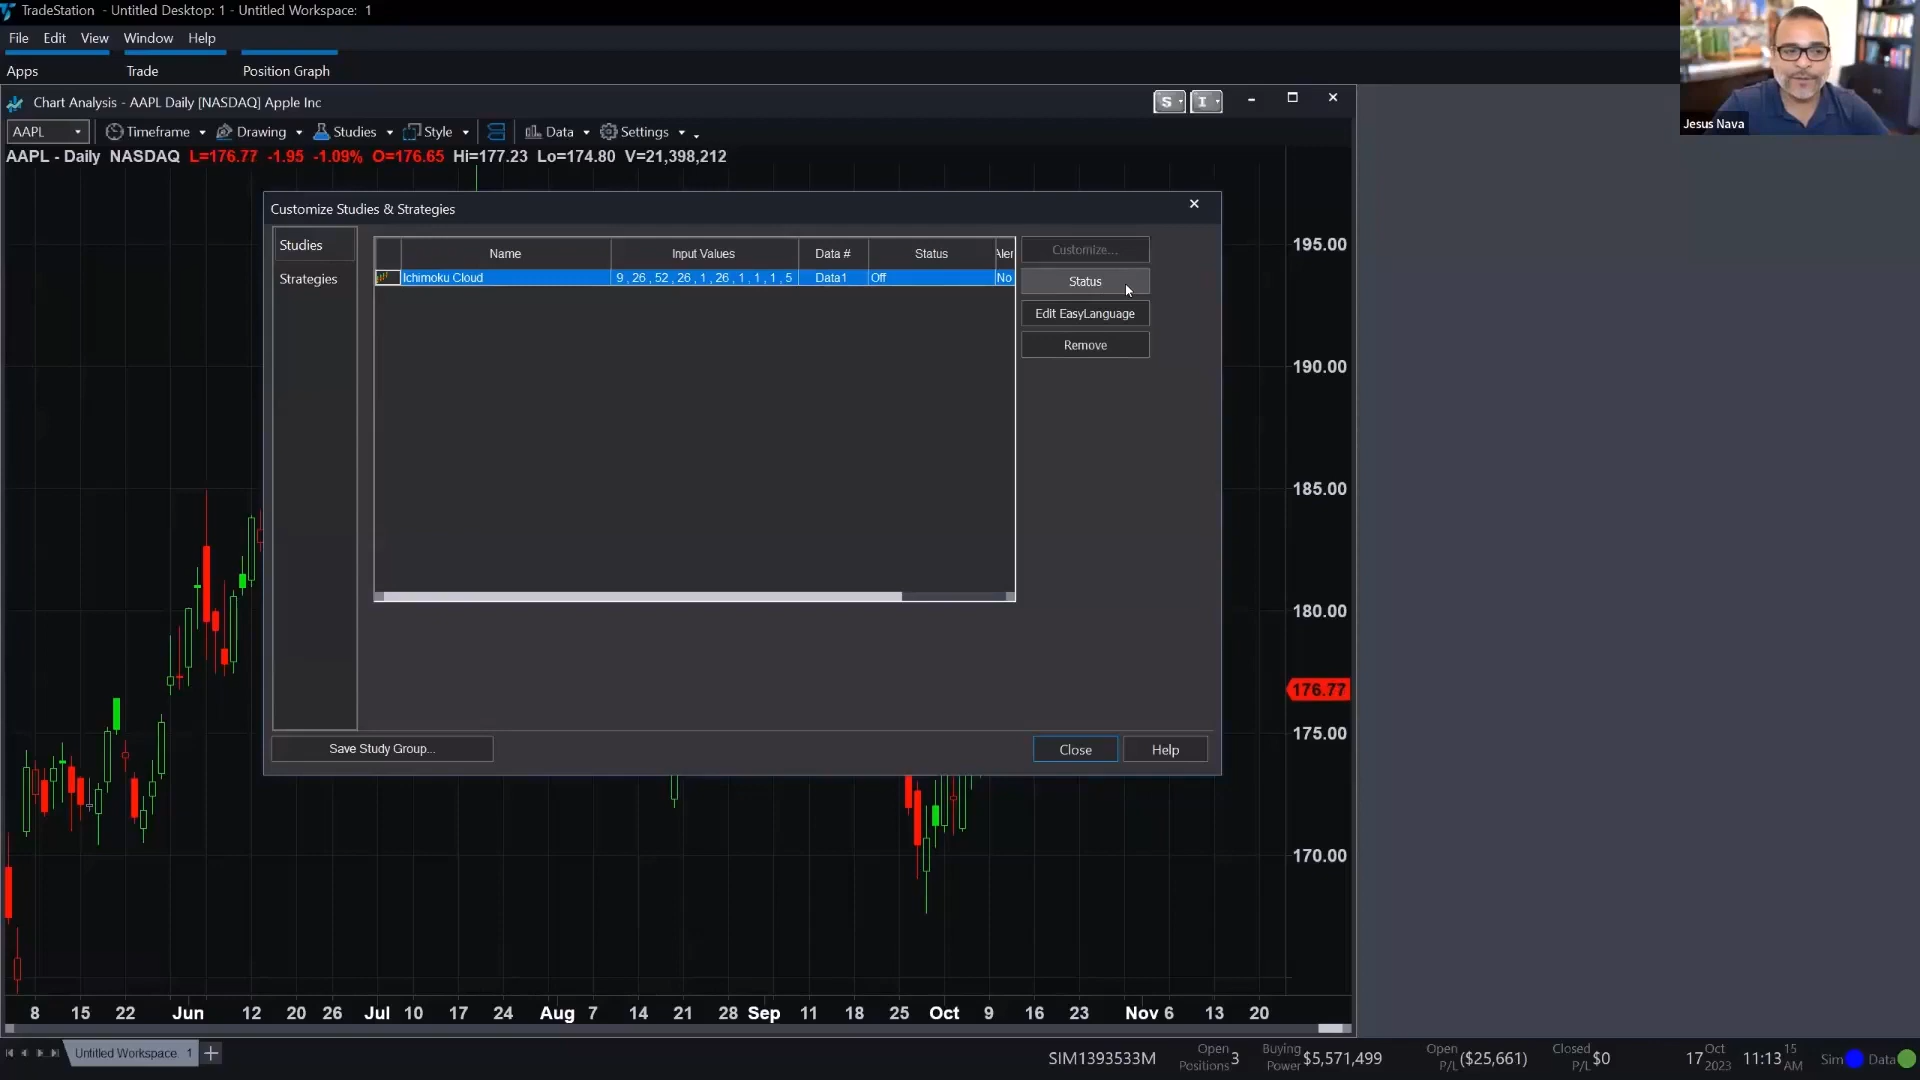 TradeStation - Untitled Desktop: 1 - Untitled Workspace: 1
File Edit View Window Help
Apps Trade Position Graph
Jesus Nava
Chart Analysis - AAPL Daily [NASDAQ] Apple Inc
S I
AAPL Timeframe Drawing Studies Style Data Settings
AAPL - Daily NASDAQ L=176.77 -1.95 -1.09% O=176.65 Hi=177.23 Lo=174.80 V=21,398,212
Customize Studies & Strategies
Studies
Strategies
Name Input Values Data # Status Aler
Ichimoku Cloud 9 , 26 , 52 , 26 , 1 , 26 , 1 , 1 , 1 , 5 Data1 Off No
Customize...
Status
Edit EasyLanguage
Remove
Save Study Group...
Close Help
195.00
190.00
185.00
180.00
176.77
175.00
170.00
8 15 22 Jun 12 20 26 Jul 10 17 24 Aug 7 14 21 28 Sep 11 18 25 Oct 9 16 23 Nov 6 13 20
Untitled Workspace: 1
SIM1393533M Open Positions 3 Buying Power $5,571,499 Open P/L ($25,661) Closed P/L $0 17 Oct 2023 11:13 15 AM Sim Data